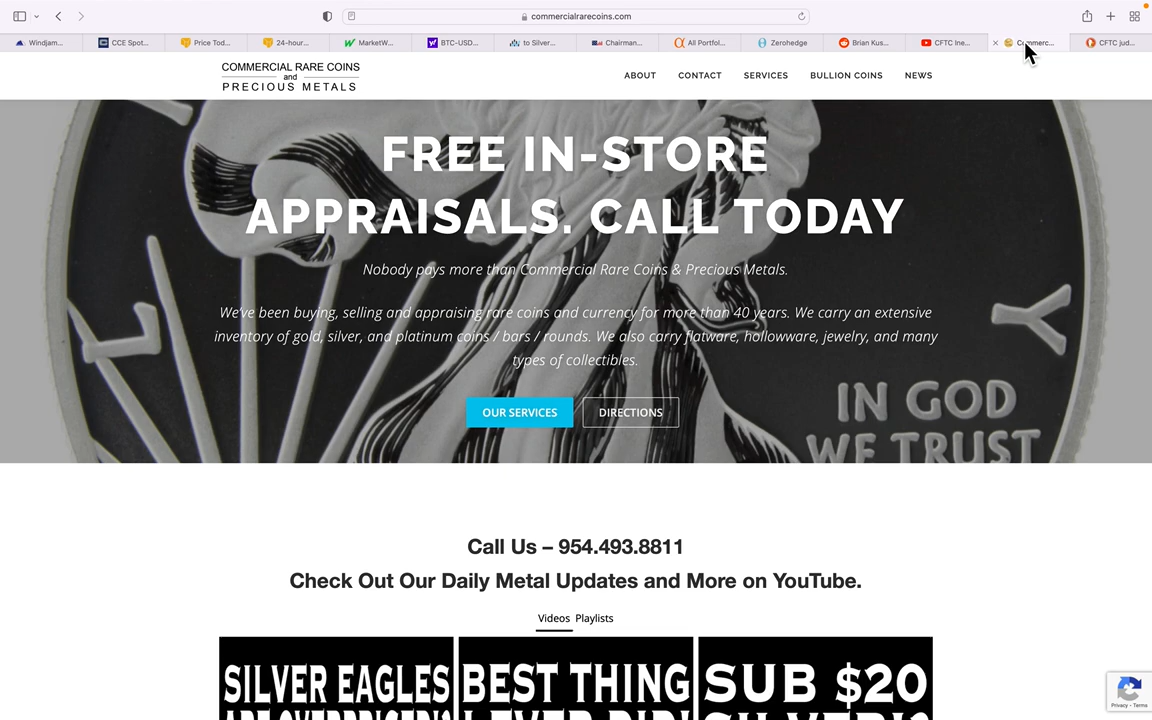 commercialrarecoins.com
Windjam...
CCE Spot...
Price Tod...
24-hour...
MarketW...
BTC-USD...
to Silver...
Chairman...
All Portfol...
Zerohedge
Brian Kus...
CFTC Ine...
Commerc...
CFTC jud...
COMMERCIAL RARE COINS
and
PRECIOUS METALS
ABOUT
CONTACT
SERVICES
BULLION COINS
NEWS
FREE IN-STORE
APPRAISALS. CALL TODAY
Nobody pays more than Commercial Rare Coins & Precious Metals.
We've been buying, selling and appraising rare coins and currency for more than 40 years. We carry an extensive
inventory of gold, silver, and platinum coins / bars / rounds. We also carry flatware, hollowware, jewelry, and many
types of collectibles.
OUR SERVICES
DIRECTIONS
L
Y
IN GOD
WE TRUST
Call Us – 954.493.8811
Check Out Our Daily Metal Updates and More on YouTube.
Videos Playlists
SILVER EAGLES
BEST THING
SUB $20
Privacy - Terms